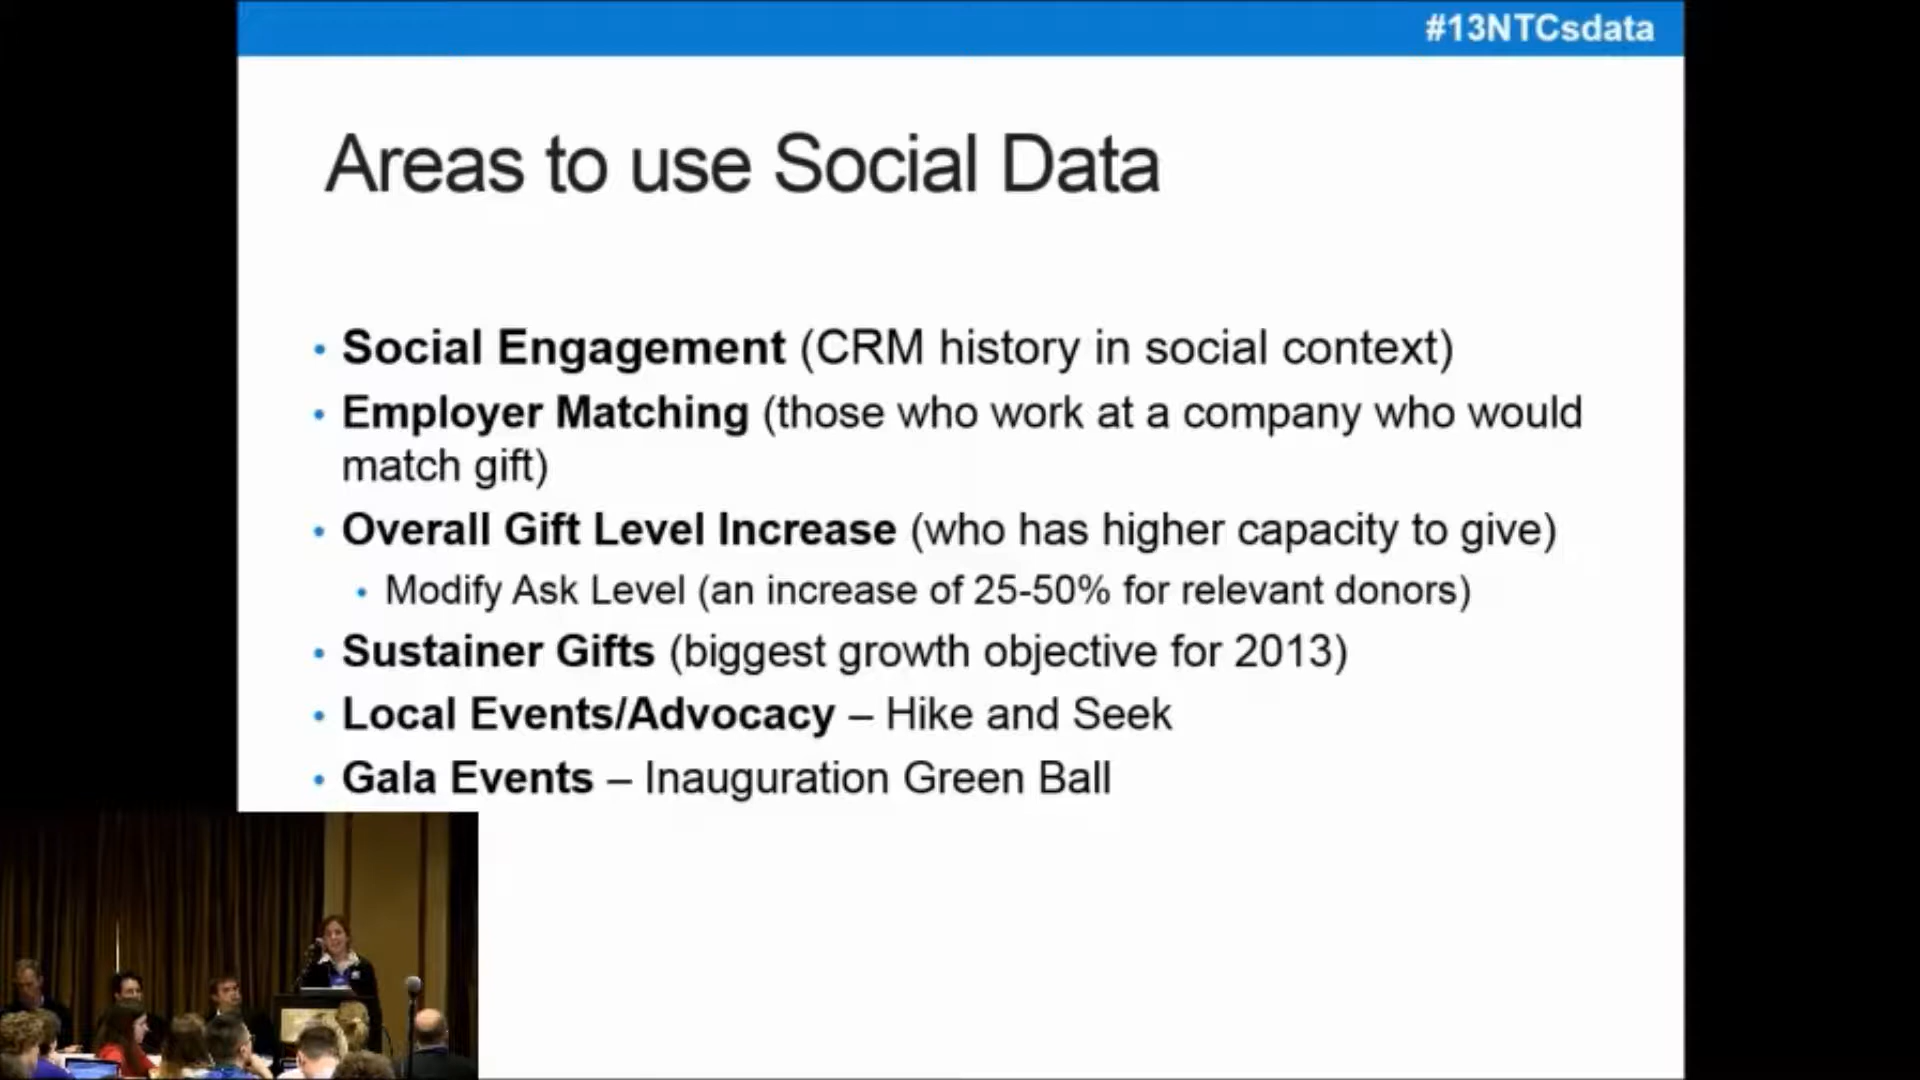 #13NTCsdata
Areas to use Social Data
• Social Engagement (CRM history in social context)
• Employer Matching (those who work at a company who would
match gift)
• Overall Gift Level Increase (who has higher capacity to give)
• Modify Ask Level (an increase of 25-50% for relevant donors)
• Sustainer Gifts (biggest growth objective for 2013)
• Local Events/Advocacy – Hike and Seek
• Gala Events – Inauguration Green Ball